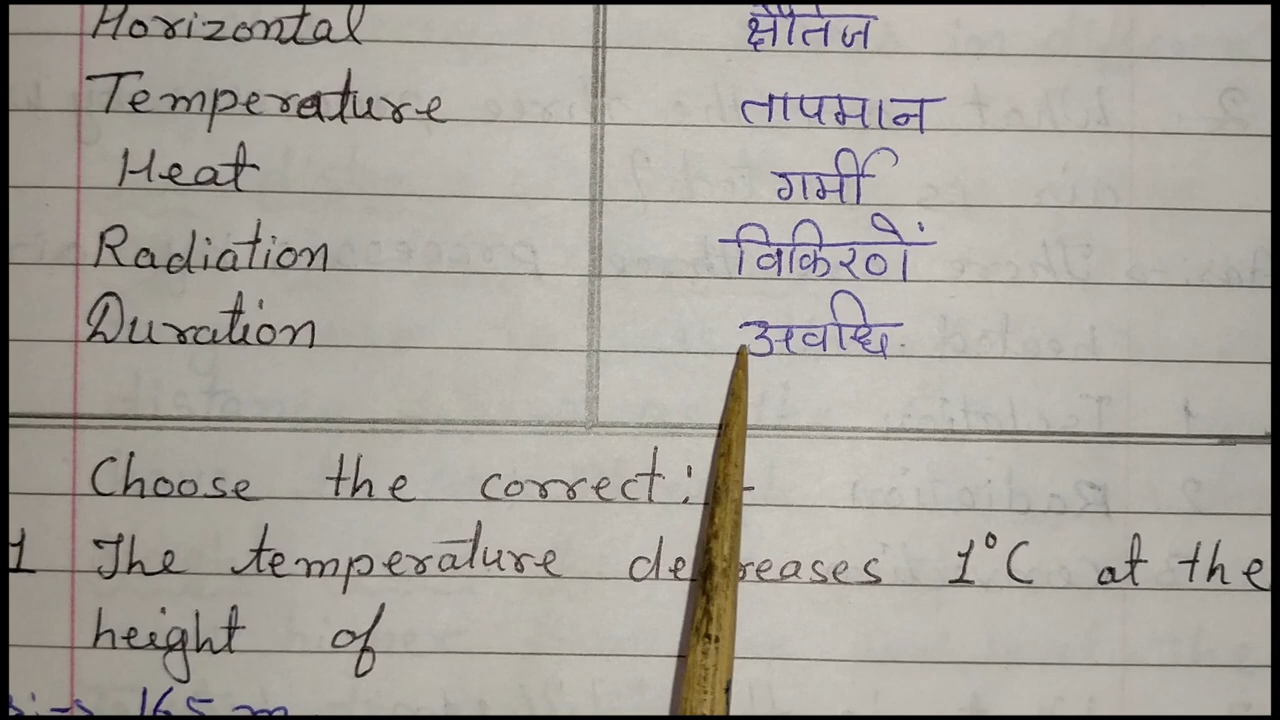 Horizontal क्षैतिज
Temperature तापमान
Heat गर्मी
Radiation विकिरणें
Duration अवधि
Choose the correct:-
1 The temperature decreases 1°C at the
height of
165 m